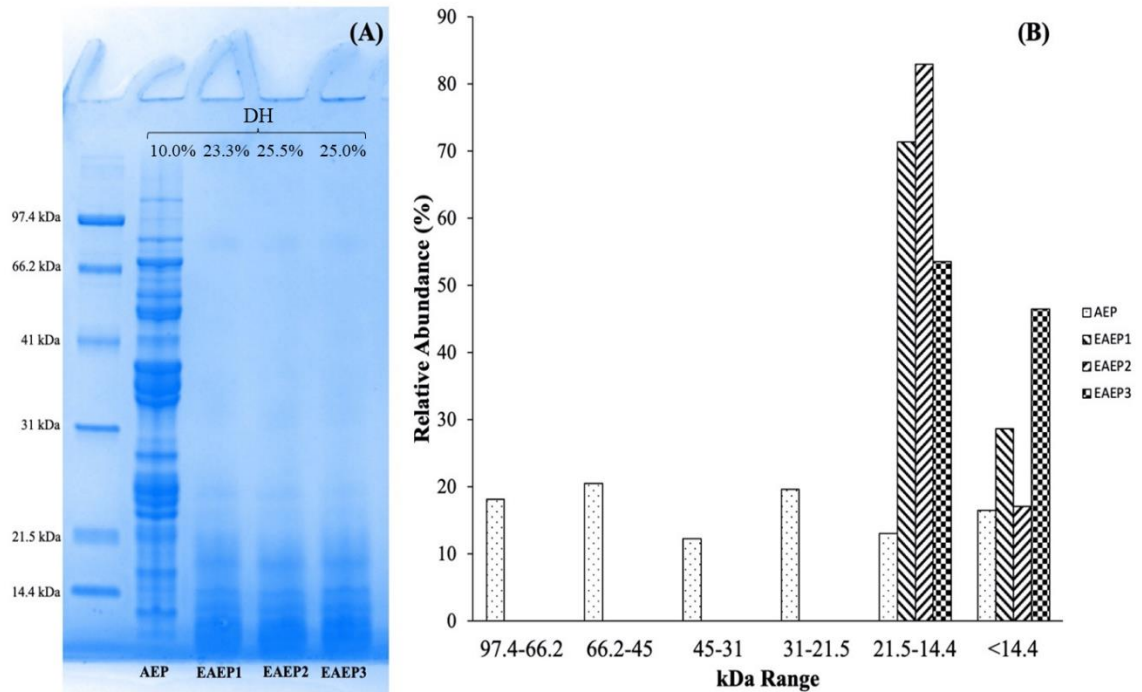 (A)
DH
10.0% 23.3% 25.5% 25.0%
97.4 kDa
66.2 kDa
41 kDa
31 kDa
21.5 kDa
14.4 kDa
AEP EAEP1 EAEP2 EAEP3
(B)
90
80
70
60
50
40
30
20
10
0
Relative Abundance (%)
97.4-66.2 66.2-45 45-31 31-21.5 21.5-14.4 <14.4
kDa Range
AEP
EAEP1
EAEP2
EAEP3